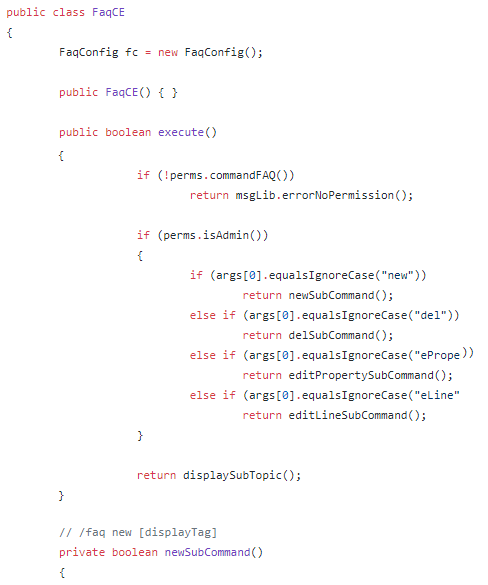 public class FaqCE
{
FaqConfig fc = new FaqConfig();
public FaqCE() { }
public boolean execute()
{
if (!perms.commandFAQ())
return msgLib.errorNoPermission();
if (perms.isAdmin())
{
if (args[0].equalsIgnoreCase("new"))
return newSubCommand();
else if (args[0].equalsIgnoreCase("del"))
return delSubCommand();
else if (args[0].equalsIgnoreCase("ePrope))
return editPropertySubCommand();
else if (args[0].equalsIgnoreCase("eLine"
return editLineSubCommand();
}
return displaySubTopic();
}
// /faq new [displayTag]
private boolean newSubCommand()
{